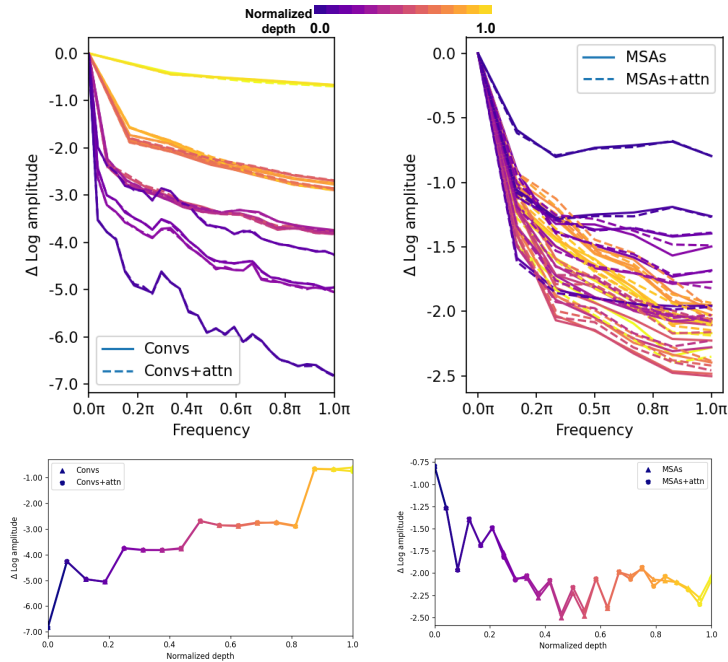 Normalized
depth 0.0 1.0
0.0
-1.0
-2.0
-3.0
-4.0
-5.0
-6.0
-7.0
Δ Log amplitude
Convs
Convs+attn
0.0π 0.2π 0.4π 0.6π 0.8π 1.0π
Frequency
0.0
-0.5
-1.0
-1.5
-2.0
-2.5
Δ Log amplitude
MSAs
MSAs+attn
0.0π 0.2π 0.5π 0.8π 1.0π
Frequency
-1.00
-2.00
-3.00
-4.00
-5.00
-6.00
-7.00
Δ Log amplitude
Convs
Convs+attn
0.0 0.2 0.4 0.6 0.8 1.0
Normalized depth
-0.75
-1.00
-1.25
-1.50
-1.75
-2.00
-2.25
-2.50
Δ Log amplitude
MSAs
MSAs+attn
0.0 0.2 0.4 0.6 0.8 1.0
Normalized depth